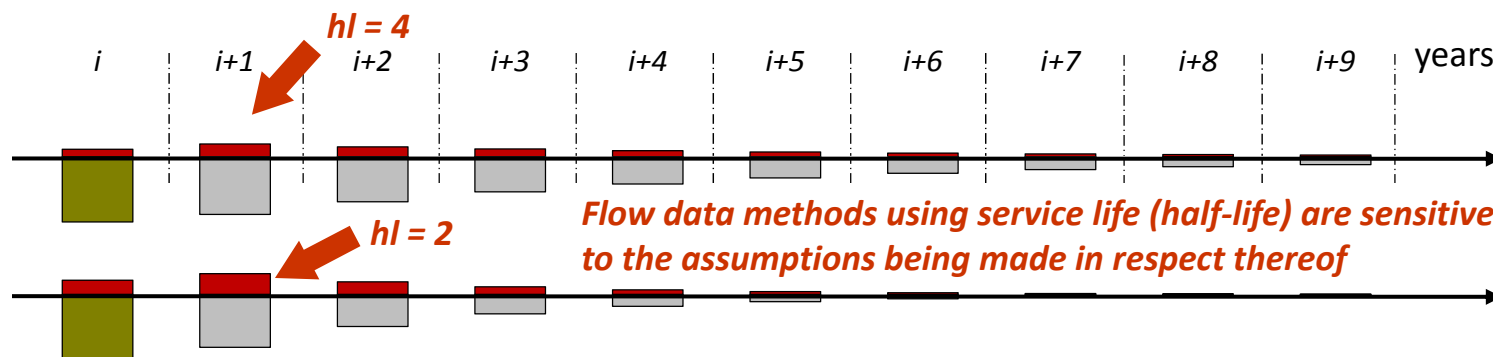 hl = 4
i i+1 i+2 i+3 i+4 i+5 i+6 i+7 i+8 i+9 years
Flow data methods using service life (half-life) are sensitive
hl = 2
to the assumptions being made in respect thereof